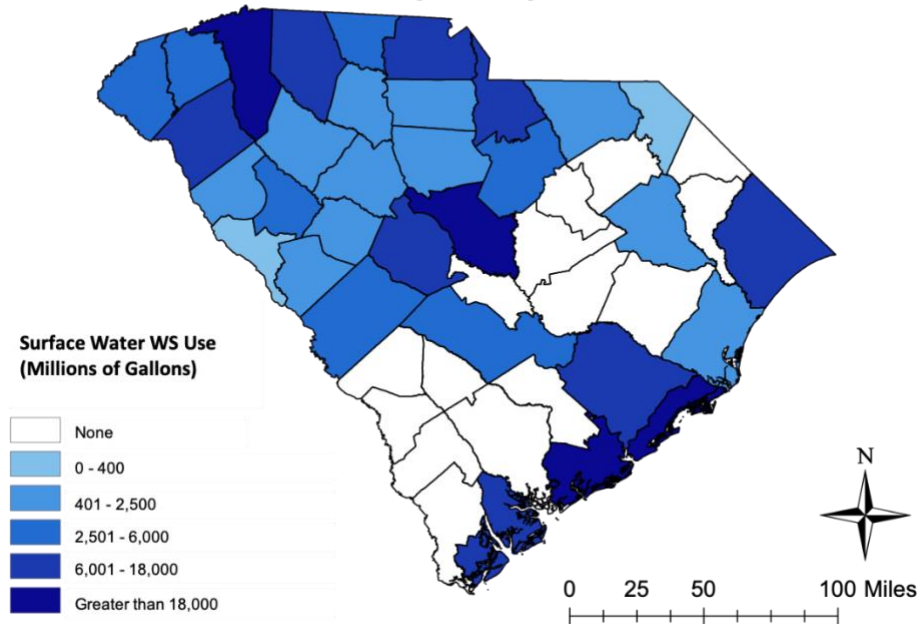 Surface Water WS Use
(Millions of Gallons)
None
0 - 400
401 - 2,500
2,501 - 6,000
6,001 - 18,000
Greater than 18,000
N
0 25 50 100 Miles